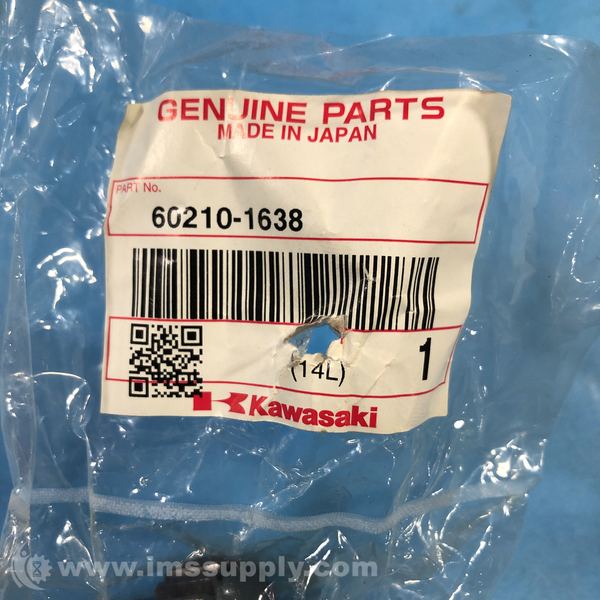 GENUINE PARTS
MADE IN JAPAN
PART No.
60210-1638
(14L)
1
Kawasaki
www.imssupply.com